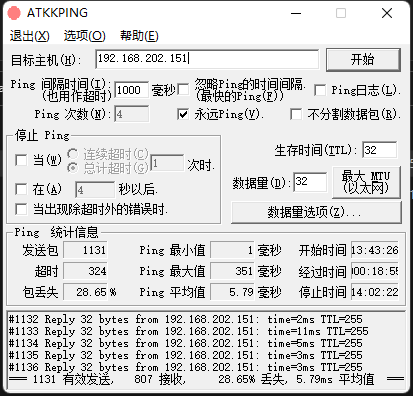 ATKKPING
退出(X) 选项(O) 帮助(E)
目标主机(H): 192.168.202.151 开始
Ping 间隔时间(I): 1000 毫秒 忽略Ping的时间间隔. Ping日志(L).
(也用作超时) (最快的Ping(F))
Ping 次数(N): 4 永远Ping(V). 不分割数据包(R).
停止 Ping
当(W) 连续超时(C) 1 次时.
总计超时(G)
在(A) 4 秒以后.
当出现除超时外的错误时.
生存时间(TTL): 32
数据量(D): 32 最大 MTU
(以太网)
数据量选项(Z)...
Ping 统计信息
发送包 1131 Ping 最小值 1 毫秒 开始时间 13:43:26
超时 324 Ping 最大值 351 毫秒 经过时间 000:18:55
包丢失 28.65 % Ping 平均值 5.79 毫秒 停止时间 14:02:22
#1132 Reply 32 bytes from 192.168.202.151: time=2ms TTL=255
#1133 Reply 32 bytes from 192.168.202.151: time=11ms TTL=255
#1134 Reply 32 bytes from 192.168.202.151: time=5ms TTL=255
#1135 Reply 32 bytes from 192.168.202.151: time=3ms TTL=255
#1136 Reply 32 bytes from 192.168.202.151: time=3ms TTL=255
══ 1131 有效发送, 807 接收, 28.65% 丢失, 5.79ms 平均值 ══